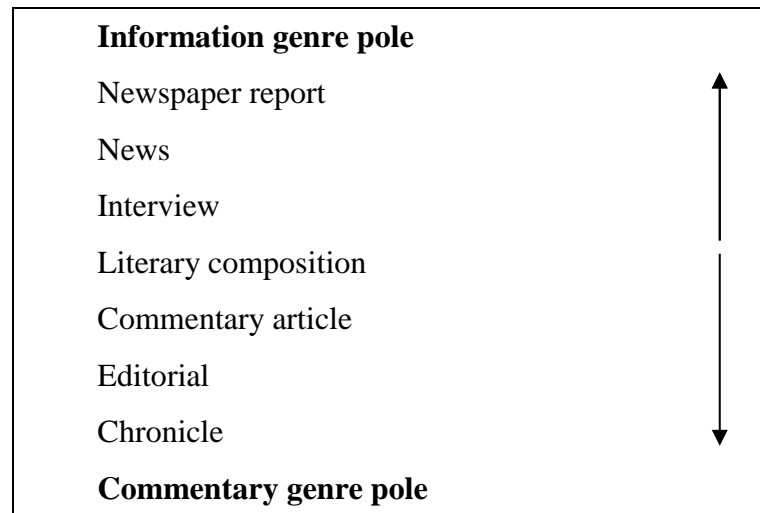 Information genre pole
Newspaper report
News
Interview
Literary composition
Commentary article
Editorial
Chronicle
Commentary genre pole